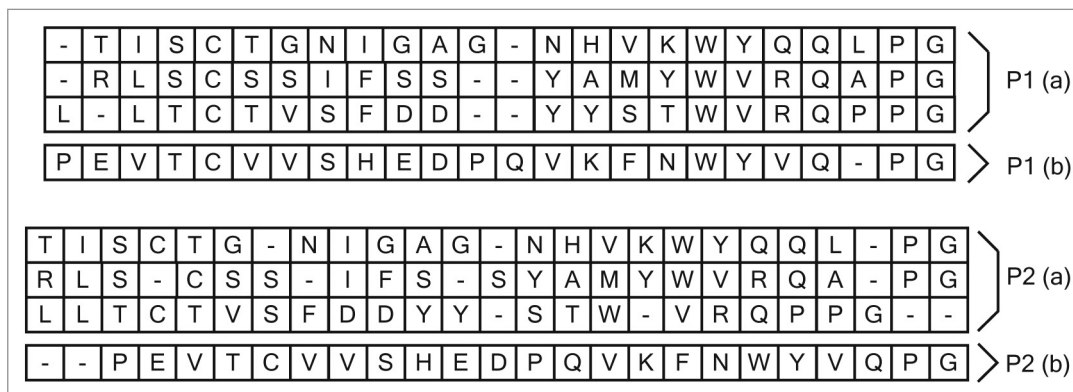 - T I S C T G N I G A G - N H V K W Y Q Q L P G
- R L S C S S I F S S - - Y A M Y W V R Q A P G
L - L T C T V S F D D - - Y Y S T W V R Q P P G
P1 (a)
P E V T C V V S H E D P Q V K F N W Y V Q - P G
P1 (b)
T I S C T G - N I G A G - N H V K W Y Q Q L - P G
R L S - C S S - I F S - S Y A M Y W V R Q A - P G
L L T C T V S F D D Y Y - S T W - V R Q P P G - -
P2 (a)
- - P E V T C V V S H E D P Q V K F N W Y V Q P G
P2 (b)